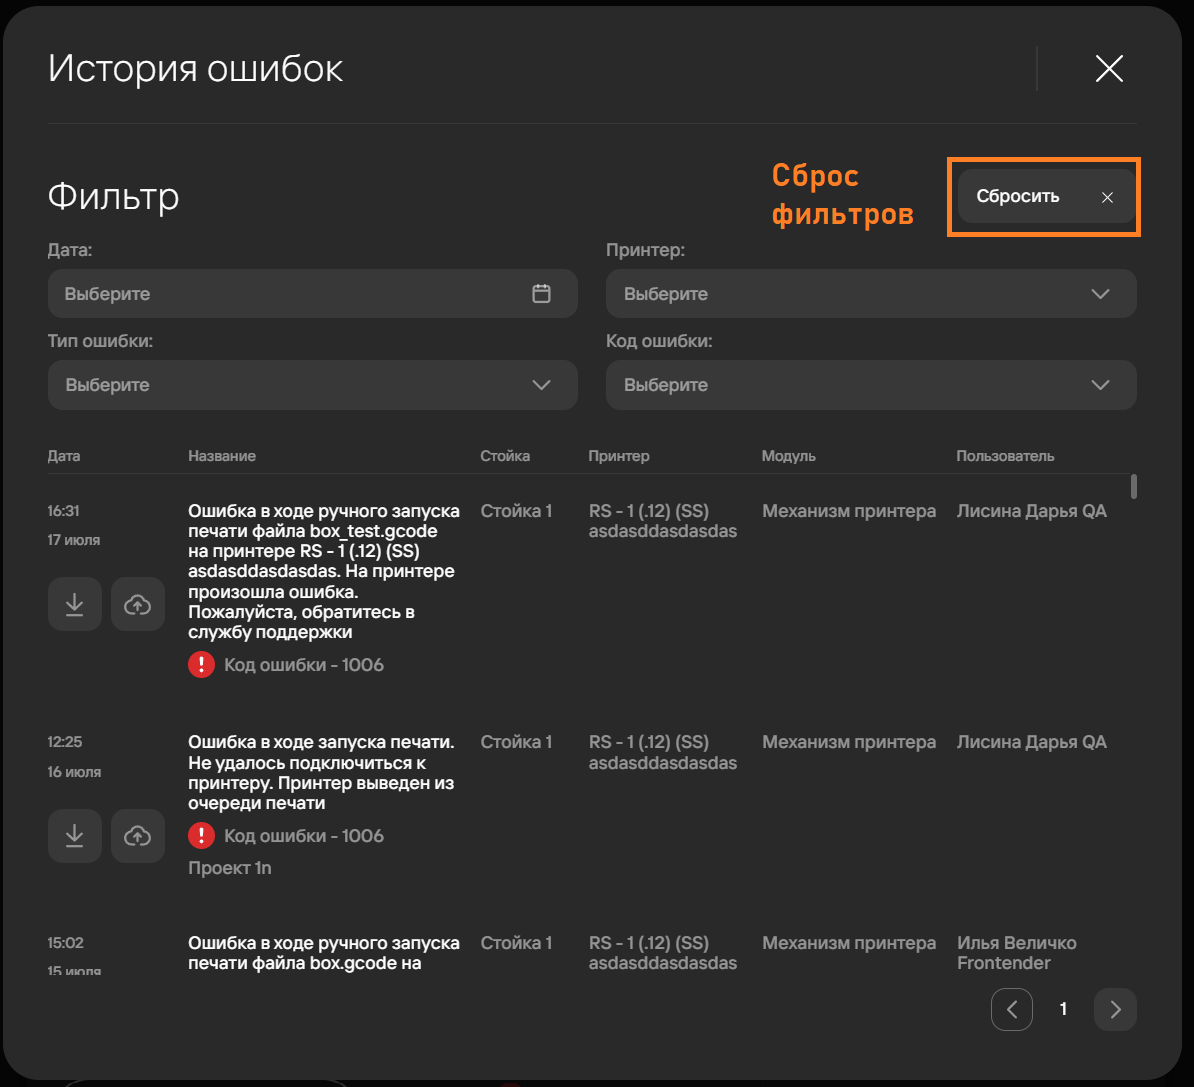 История ошибок
Фильтр
Сброс
фильтров
Сбросить
Дата:
Принтер:
Выберите
Выберите
Тип ошибки:
Код ошибки:
Выберите
Выберите
Дата Название Стойка Принтер Модуль Пользователь
16:31
17 июля
Ошибка в ходе ручного запуска
печати файла box_test.gcode
на принтере RS - 1 (.12) (SS)
asdasddasdasdas. На принтере
произошла ошибка.
Пожалуйста, обратитесь в
службу поддержки
Код ошибки - 1006
Стойка 1
RS - 1 (.12) (SS)
asdasddasdasdas
Механизм принтера
Лисина Дарья QA
12:25
16 июля
Ошибка в ходе запуска печати.
Не удалось подключиться к
принтеру. Принтер выведен из
очереди печати
Код ошибки - 1006
Проект 1n
Стойка 1
RS - 1 (.12) (SS)
asdasddasdasdas
Механизм принтера
Лисина Дарья QA
15:02
15 июля
Ошибка в ходе ручного запуска
печати файла box.gcode на
Стойка 1
RS - 1 (.12) (SS)
asdasddasdasdas
Механизм принтера
Илья Величко
Frontender
1